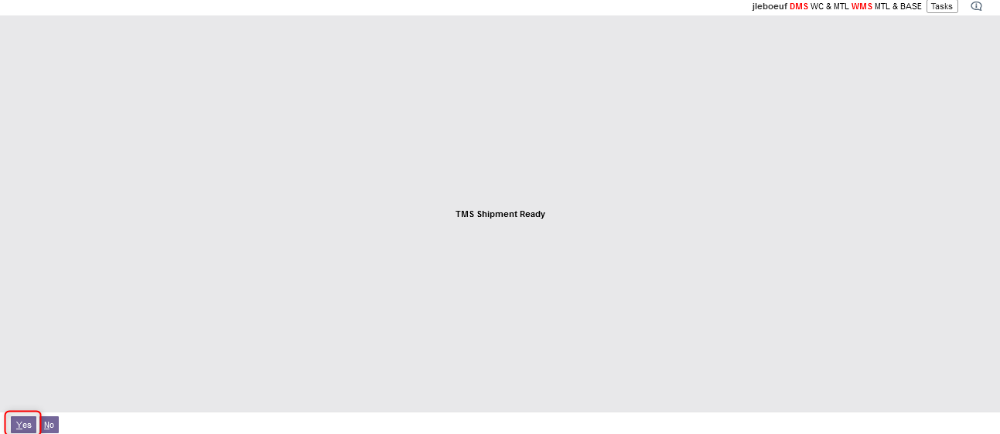 jleboeuf DMS WC & MTL WMS MTL & BASE Tasks
TMS Shipment Ready
Yes No